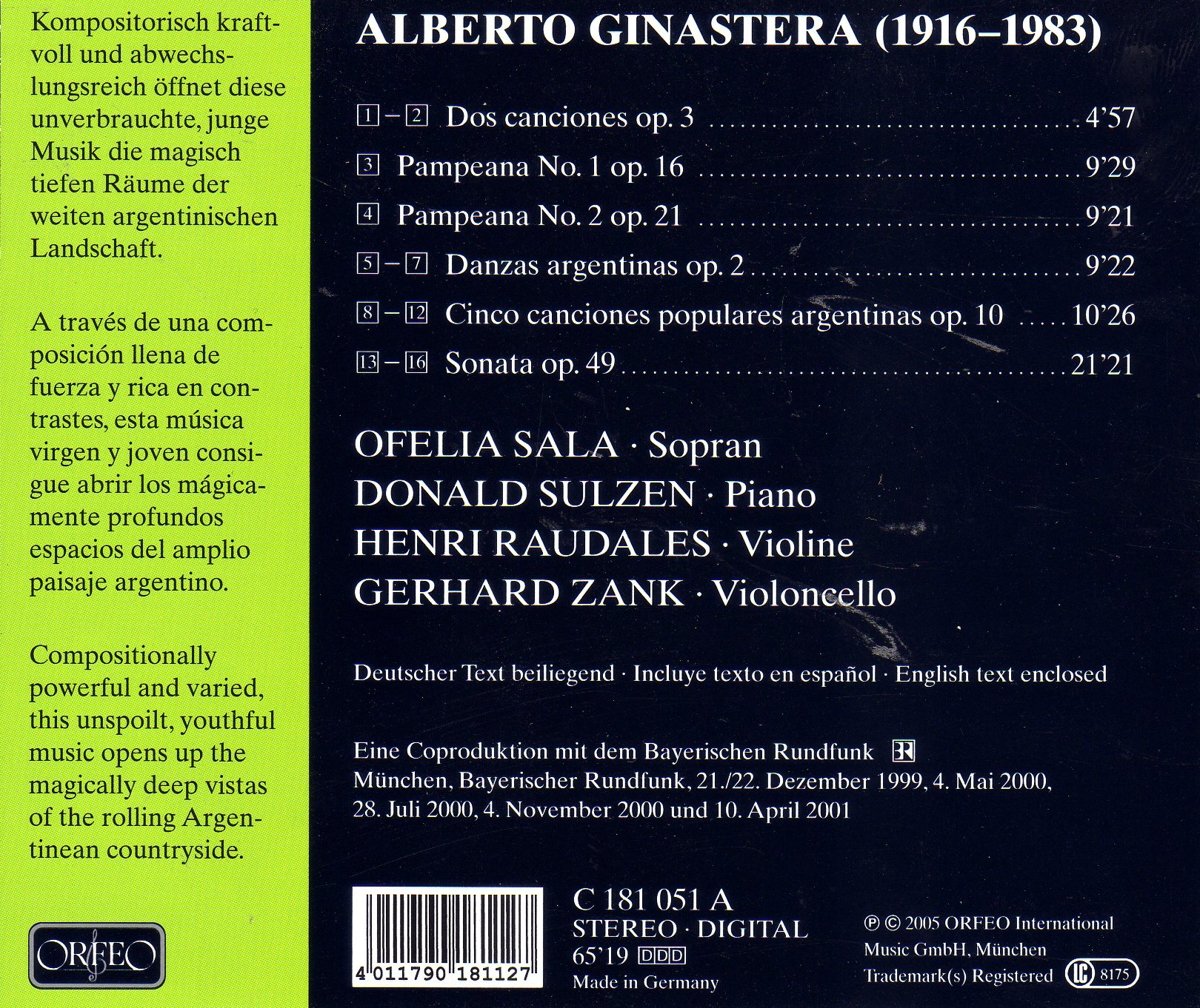 Kompositorisch kraft-
voll und abwechs-
lungsreich öffnet diese
unverbrauchte, junge
Musik die magisch
tiefen Räume der
weiten argentinischen
Landschaft.
A través de una com-
posición llena de
fuerza y rica en con-
trastes, esta música
virgen y joven consi-
gue abrir los mágica-
mente profundos
espacios del amplio
paisaje argentino.
Compositionally
powerful and varied,
this unspoilt, youthful
music opens up the
magically deep vistas
of the rolling Argen-
tinean countryside.
ORFEO
ALBERTO GINASTERA (1916–1983)
1 – 2 Dos canciones op. 3 ........................ 4’57
3 Pampeana No. 1 op. 16 ........................ 9’29
4 Pampeana No. 2 op. 21 ........................ 9’21
5 – 7 Danzas argentinas op. 2 ........................ 9’22
8 – 12 Cinco canciones populares argentinas op. 10 ..... 10’26
13 – 16 Sonata op. 49 ........................ 21’21
OFELIA SALA · Sopran
DONALD SULZEN · Piano
HENRI RAUDALES · Violine
GERHARD ZANK · Violoncello
Deutscher Text beiliegend · Incluye texto en español · English text enclosed
Eine Coproduktion mit dem Bayerischen Rundfunk BR
München, Bayerischer Rundfunk, 21./22. Dezember 1999, 4. Mai 2000,
28. Juli 2000, 4. November 2000 und 10. April 2001
4 011790 181127
C 181 051 A
STEREO · DIGITAL
65’19 DDD
Made in Germany
℗ © 2005 ORFEO International
Music GmbH, München
Trademark(s) Registered LC 8175